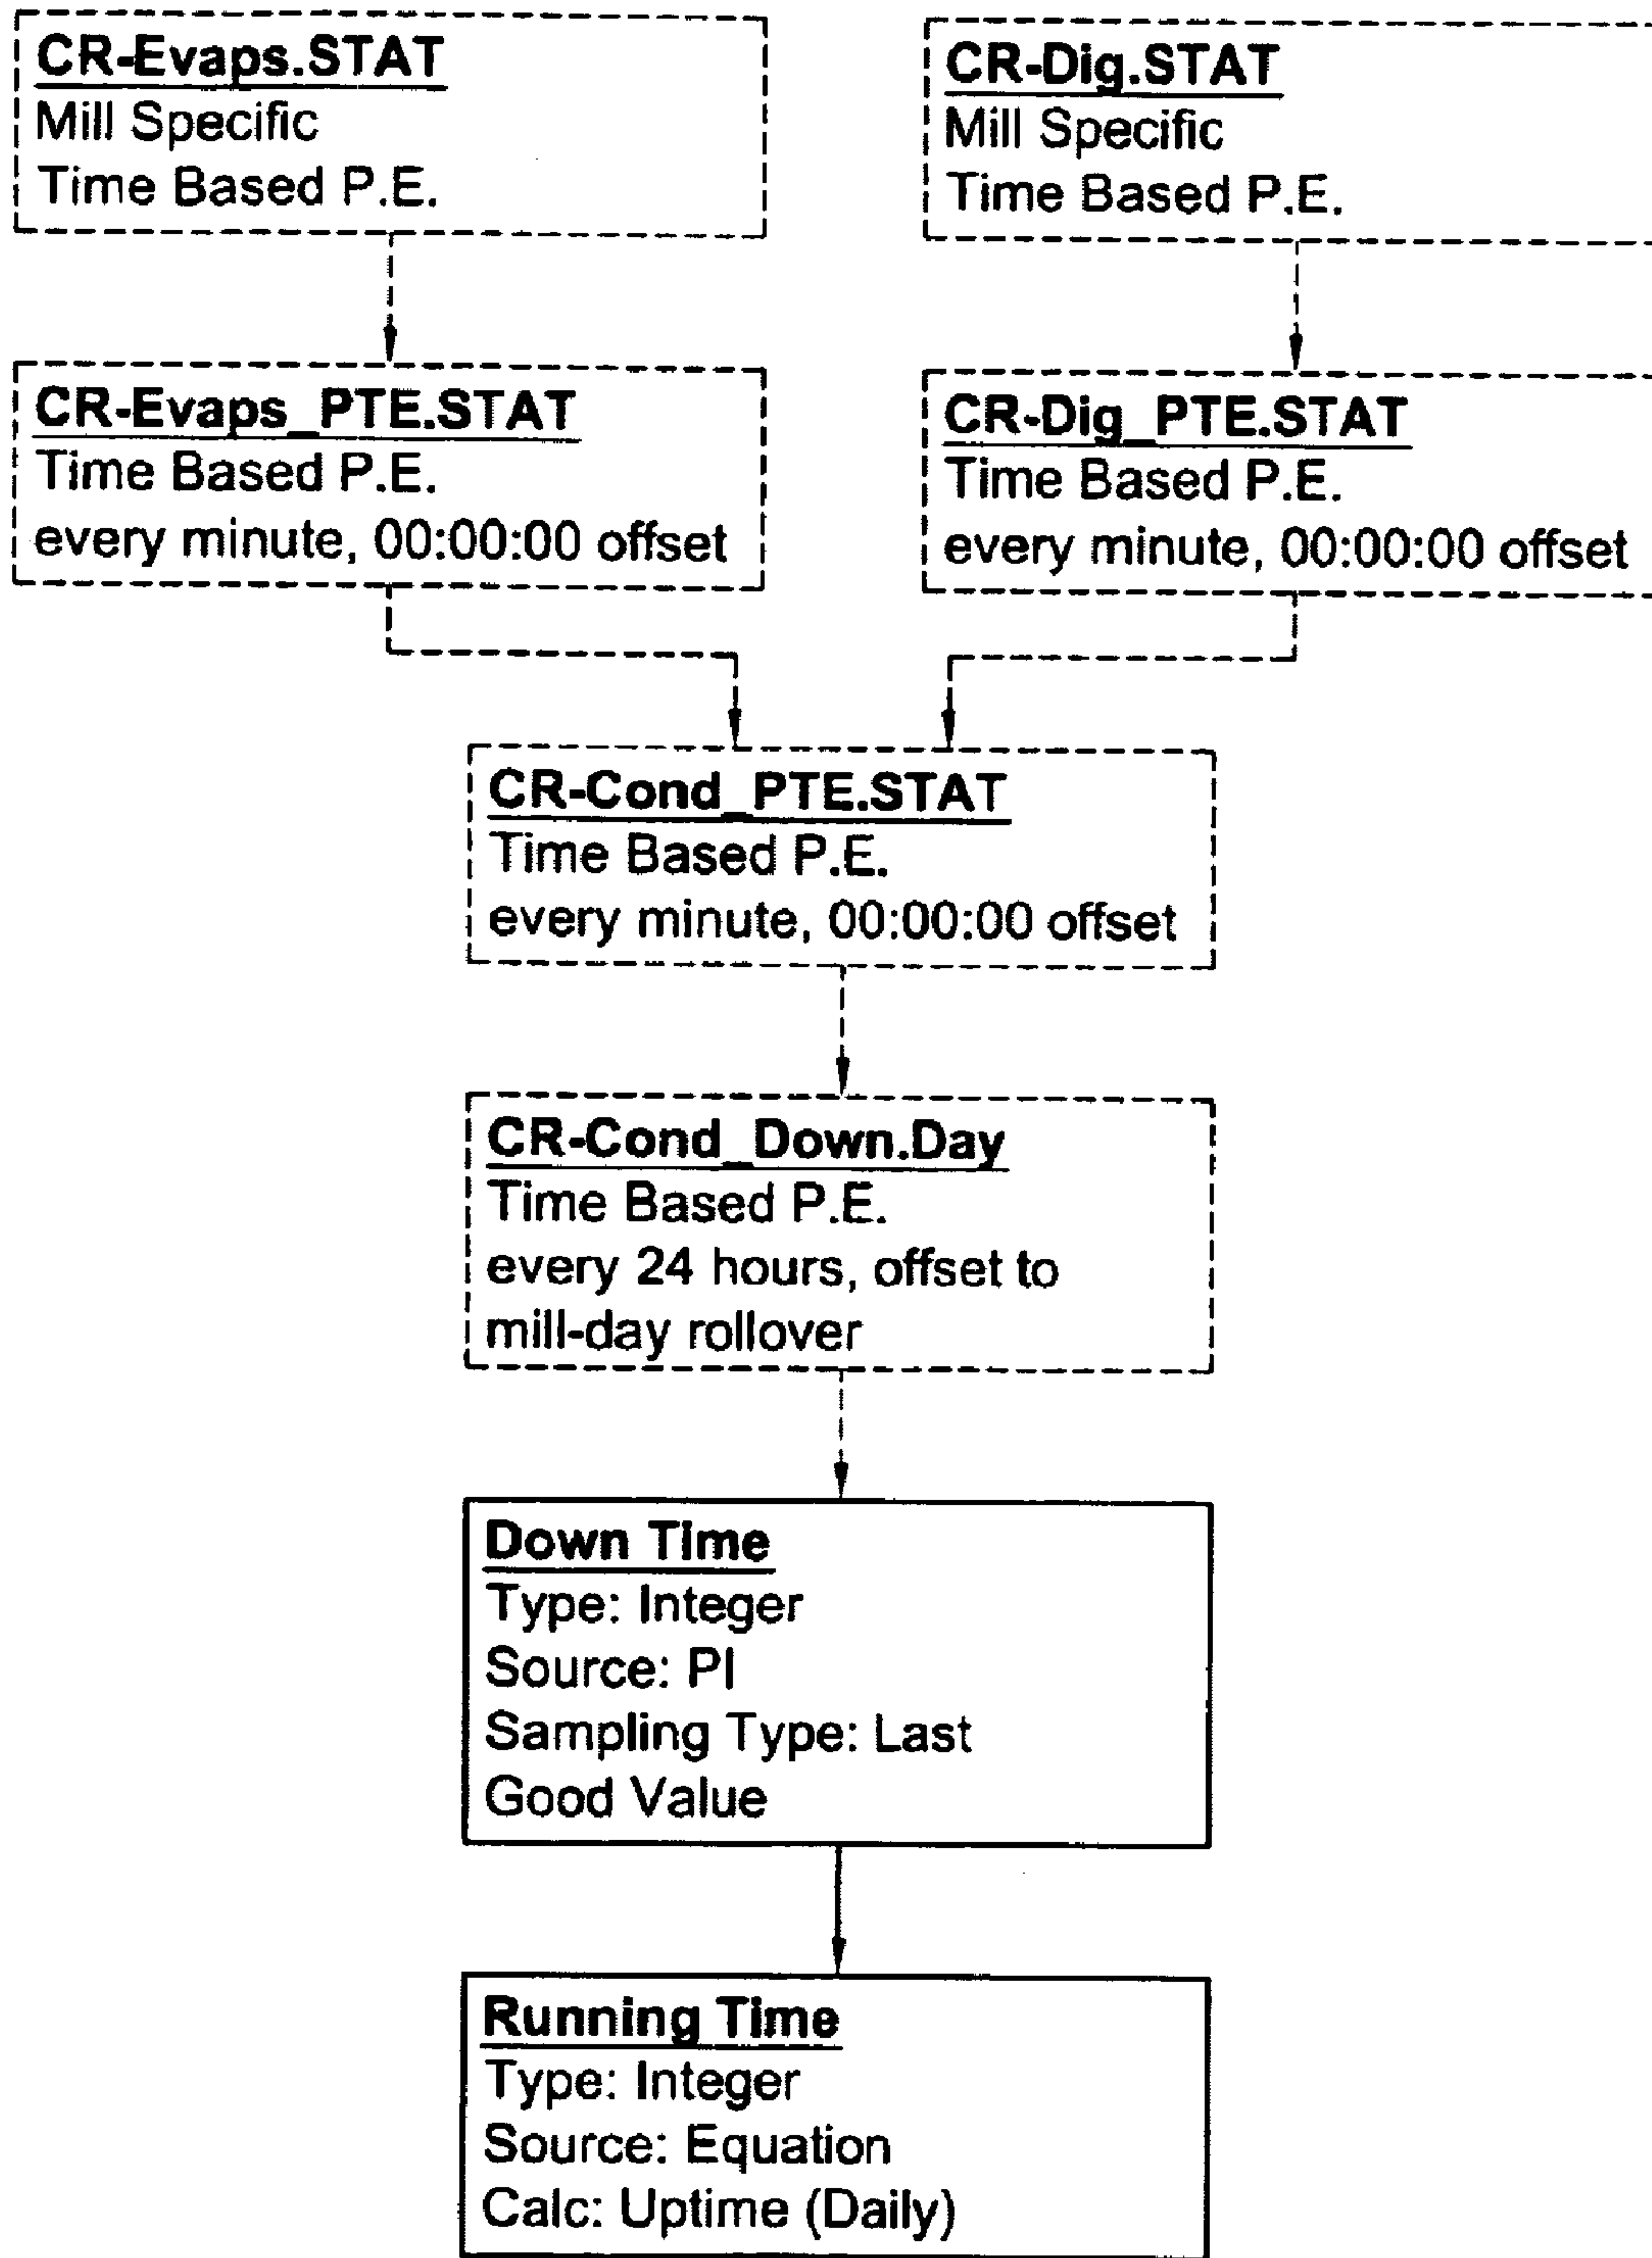 CR-Evaps.STAT
Mill Specific
Time Based P.E.
CR-Dig.STAT
Mill Specific
Time Based P.E.
CR-Evaps_PTE.STAT
Time Based P.E.
every minute, 00:00:00 offset
CR-Dig_PTE.STAT
Time Based P.E.
every minute, 00:00:00 offset
CR-Cond_PTE.STAT
Time Based P.E.
every minute, 00:00:00 offset
CR-Cond_Down.Day
Time Based P.E.
every 24 hours, offset to
mill-day rollover
Down Time
Type: Integer
Source: PI
Sampling Type: Last
Good Value
Running Time
Type: Integer
Source: Equation
Calc: Uptime (Daily)